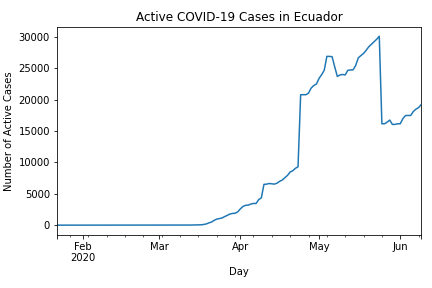 Active COVID-19 Cases in Ecuador
Number of Active Cases
30000
25000
20000
15000
10000
5000
0
Feb Mar Apr May Jun
2020
Day